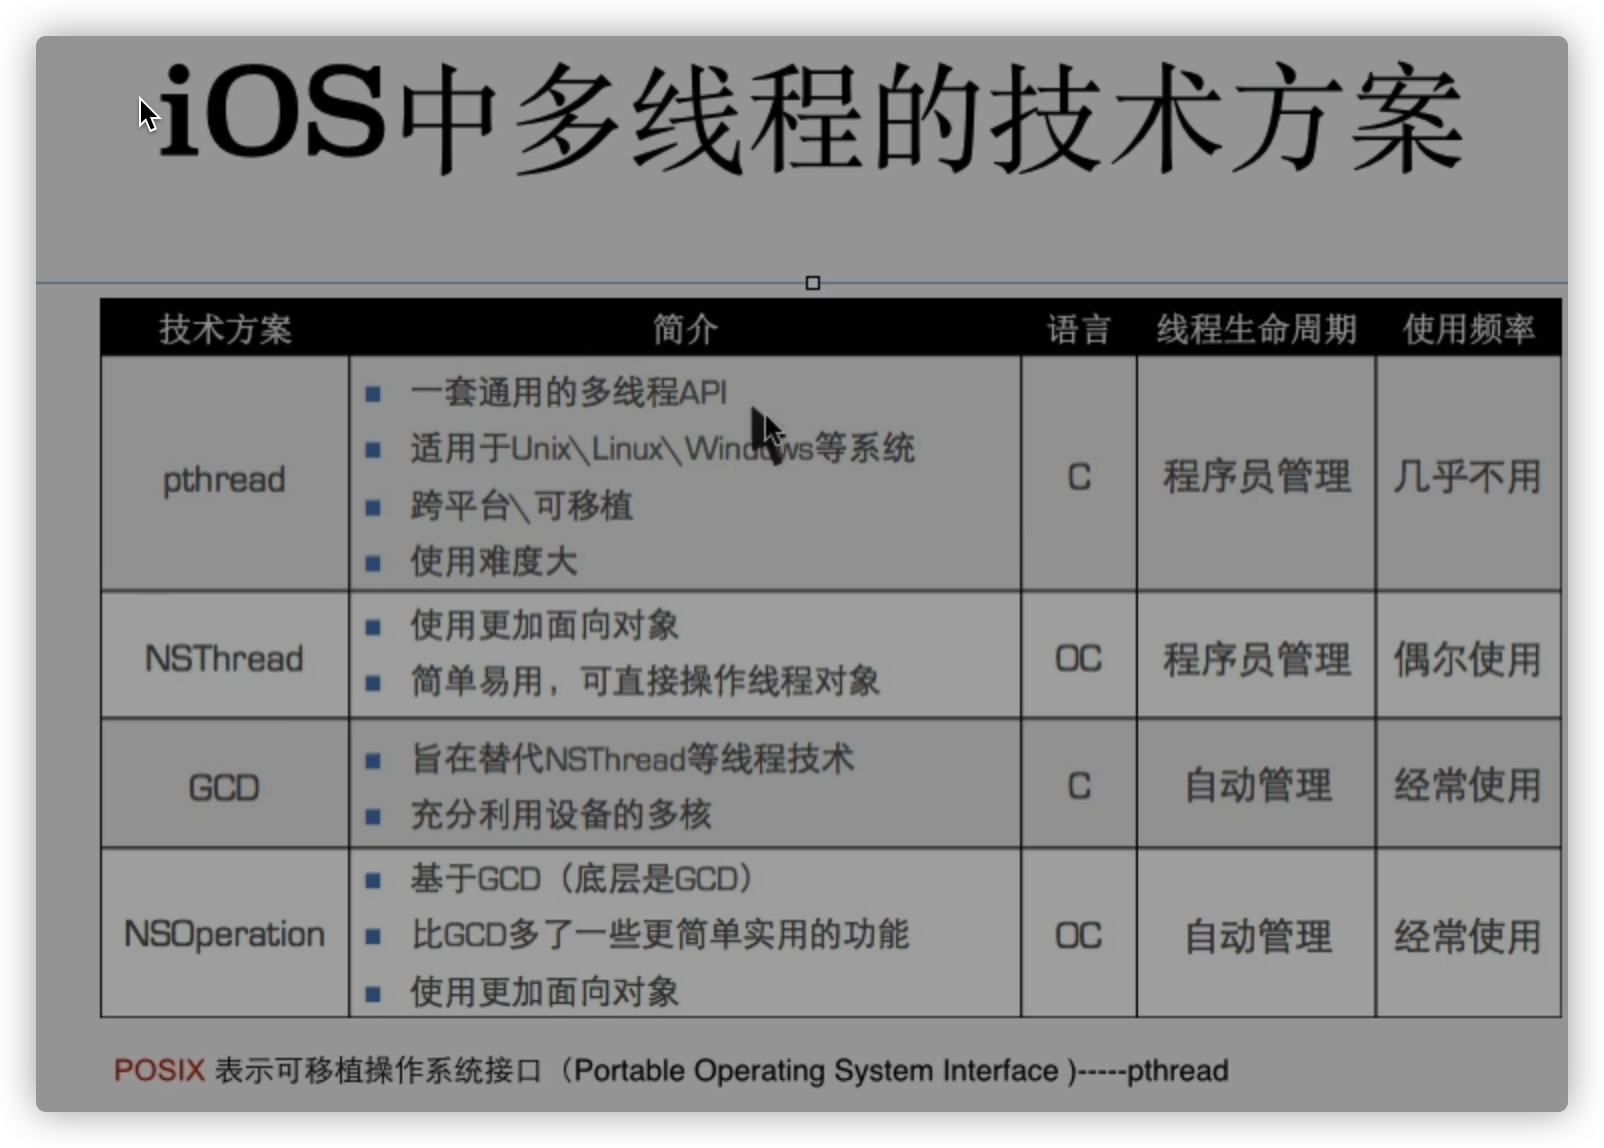 iOS中多线程的技术方案
技术方案 简介 语言 线程生命周期 使用频率
pthread
一套通用的多线程API
适用于Unix\Linux\Windows等系统
跨平台\可移植
使用难度大
C
程序员管理
几乎不用
NSThread
使用更加面向对象
简单易用，可直接操作线程对象
OC
程序员管理
偶尔使用
GCD
旨在替代NSThread等线程技术
充分利用设备的多核
C
自动管理
经常使用
NSOperation
基于GCD（底层是GCD）
比GCD多了一些更简单实用的功能
使用更加面向对象
OC
自动管理
经常使用
POSIX 表示可移植操作系统接口（Portable Operating System Interface )-----pthread